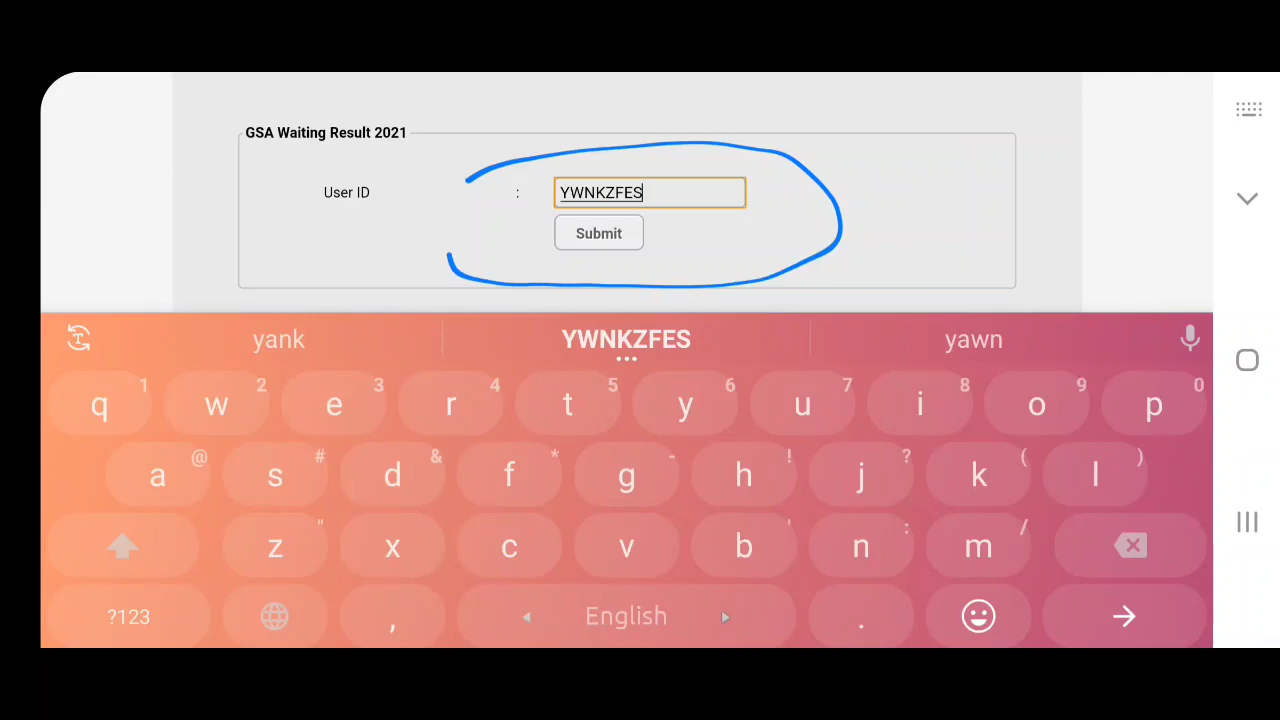 GSA Waiting Result 2021
User ID : YWNKZFES
Submit
yank YWNKZFES yawn
q 1 w 2 e 3 r 4 t 5 y 6 u 7 i 8 o 9 p 0
a @ s # d & f * g - h ! j ? k ( l )
z " x c v b ' n : m /
?123 , English .